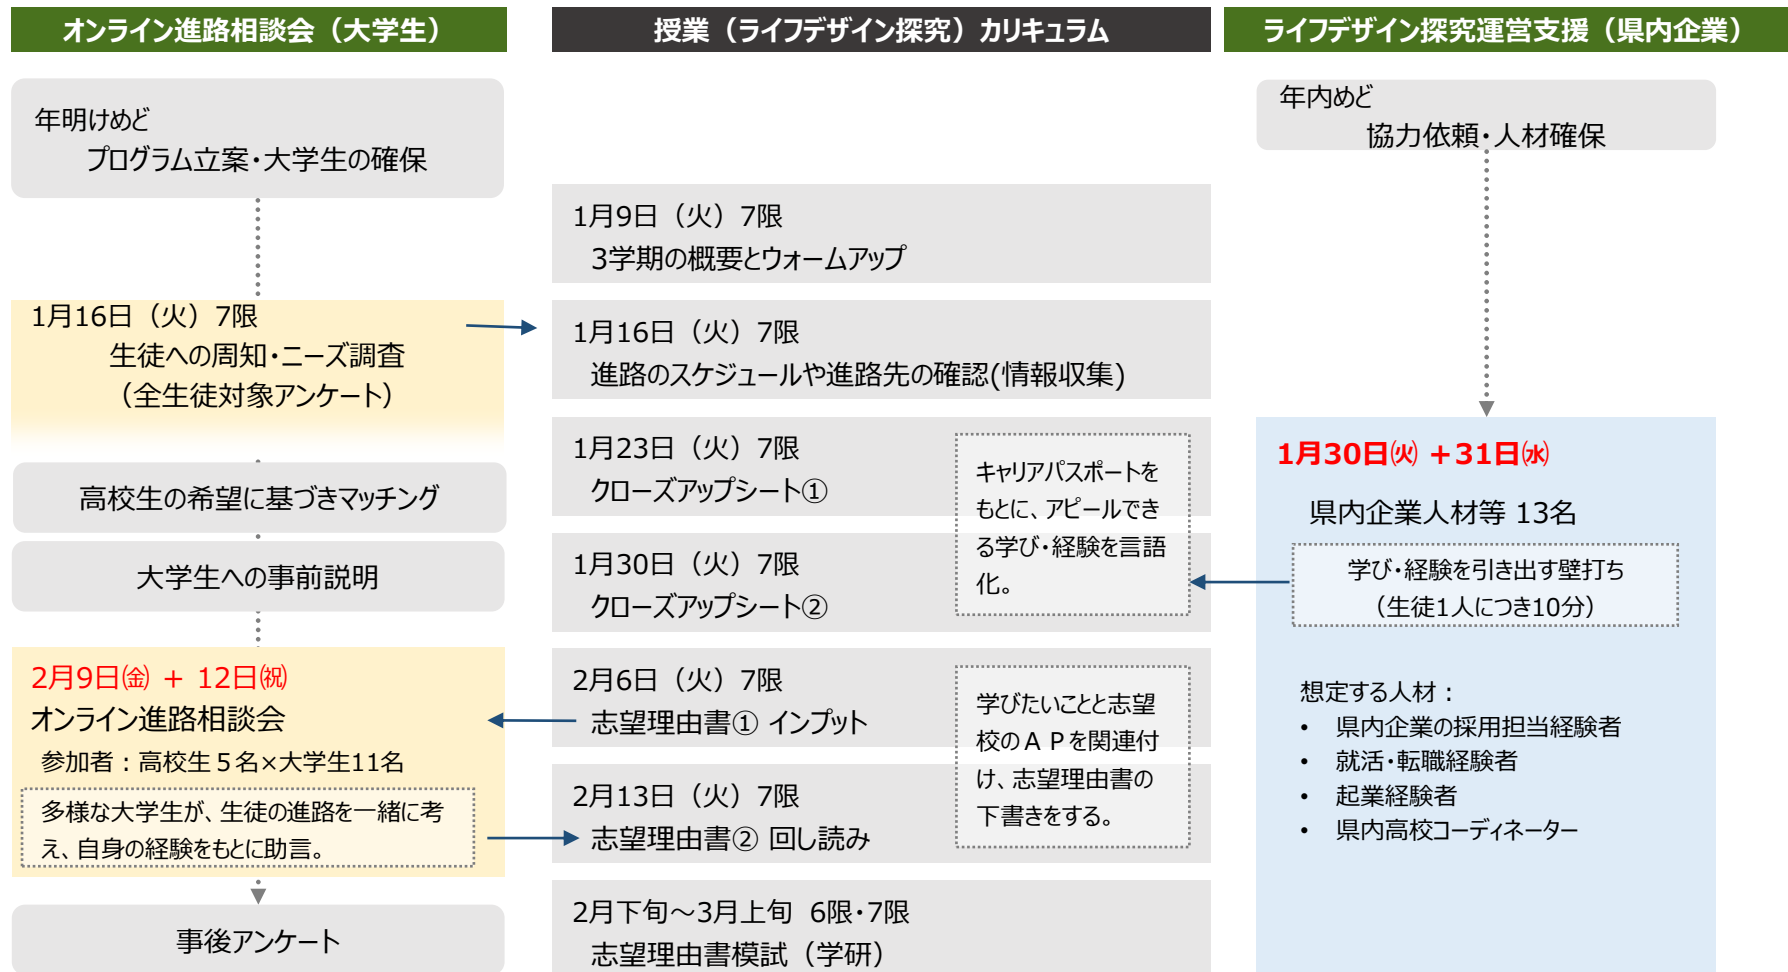 オンライン進路相談会（大学生）
年明けめど
プログラム立案・大学生の確保
1月16日（火）7限
生徒への周知・ニーズ調査
（全生徒対象アンケート）
高校生の希望に基づきマッチング
大学生への事前説明
2月9日㈮ + 12日㈷
オンライン進路相談会
参加者：高校生５名×大学生11名
多様な大学生が、生徒の進路を一緒に考
え、自身の経験をもとに助言。
事後アンケート
授業（ライフデザイン探究）カリキュラム
1月9日（火）7限
3学期の概要とウォームアップ
1月16日（火）7限
進路のスケジュールや進路先の確認(情報収集)
1月23日（火）7限
クローズアップシート①
1月30日（火）7限
クローズアップシート②
キャリアパスポートを
もとに、アピールでき
る学び・経験を言語
化。
2月6日（火）7限
志望理由書① インプット
2月13日（火）7限
志望理由書② 回し読み
学びたいことと志望
校のＡＰを関連付
け、志望理由書の
下書きをする。
2月下旬～3月上旬 6限・7限
志望理由書模試（学研）
ライフデザイン探究運営支援（県内企業）
年内めど
協力依頼・人材確保
1月30日㈫ +31日㈬
県内企業人材等 13名
学び・経験を引き出す壁打ち
（生徒1人につき10分）
想定する人材：
• 県内企業の採用担当経験者
• 就活・転職経験者
• 起業経験者
• 県内高校コーディネーター